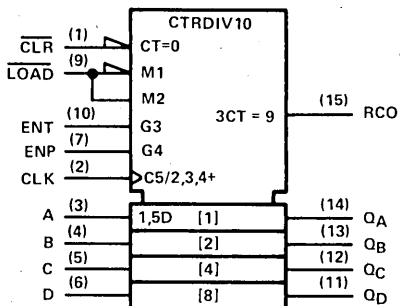 CTRDIV10
CLR (1) CT=0
LOAD (9) M1
M2
3CT = 9 (15) RCO
ENT (10) G3
ENP (7) G4
CLK (2) C5/2,3,4+
A (3) 1,5D [1] (14) QA
B (4) [2] (13) QB
C (5) [4] (12) QC
D (6) [8] (11) QD